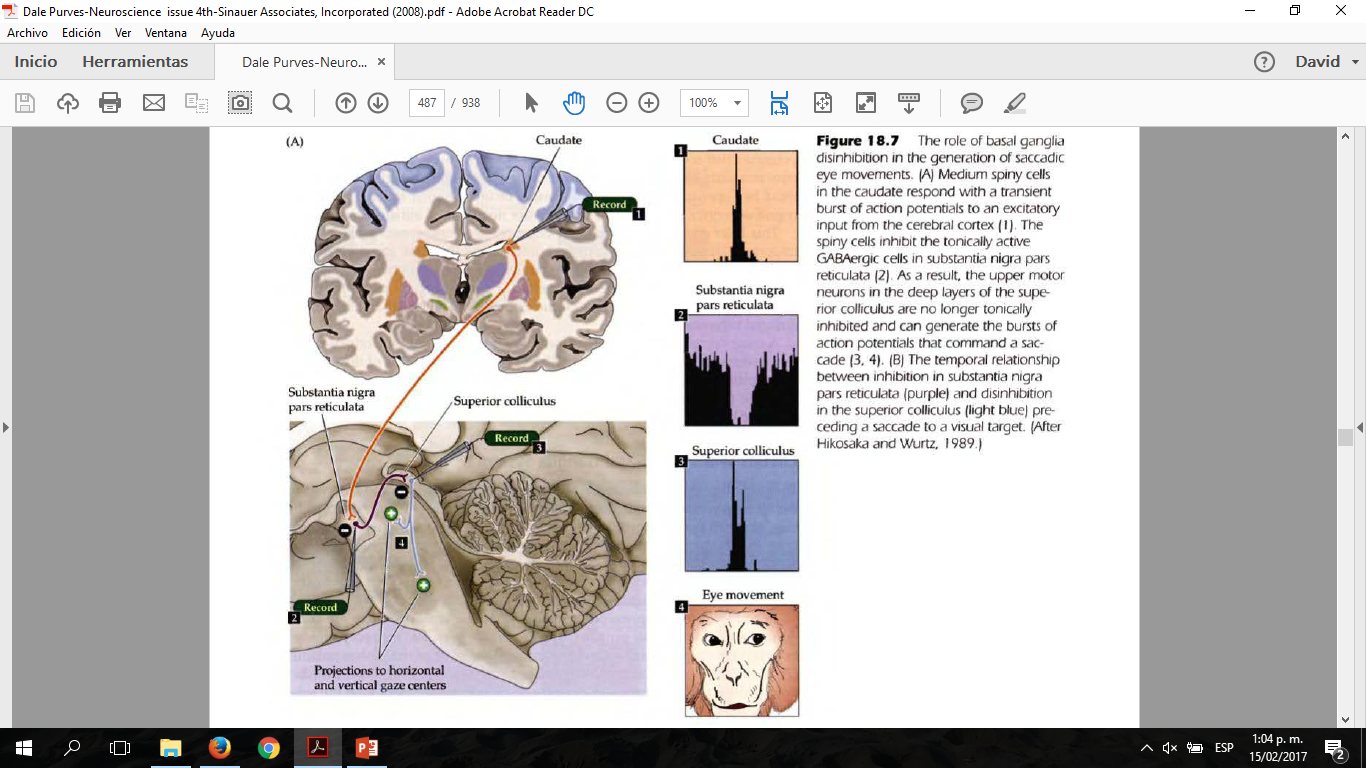 Dale Purves-Neuroscience issue 4th-Sinauer Associates, Incorporated (2008).pdf - Adobe Acrobat Reader DC
Archivo Edición Ver Ventana Ayuda
Inicio Herramientas Dale Purves-Neuro... ×
David
487 / 938
100%
(A)
Caudate
Record
1
Substantia nigra
pars reticulata
Superior colliculus
Record
3
4
Record
2
Projections to horizontal
and vertical gaze centers
Caudate
1
Substantia nigra
pars reticulata
2
Superior colliculus
3
Eye movement
4
Figure 18.7 The role of basal ganglia
disinhibition in the generation of saccadic
eye movements. (A) Medium spiny cells
in the caudate respond with a transient
burst of action potentials to an excitatory
input from the cerebral cortex (1). The
spiny cells inhibit the tonically active
GABAergic cells in substantia nigra pars
reticulata (2). As a result, the upper motor
neurons in the deep layers of the supe-
rior colliculus are no longer tonically
inhibited and can generate the bursts of
action potentials that command a sac-
cade (3, 4). (B) The temporal relationship
between inhibition in substantia nigra
pars reticulata (purple) and disinhibition
in the superior colliculus (light blue) pre-
ceding a saccade to a visual target. (After
Hikosaka and Wurtz, 1989.)
ESP
1:04 p. m.
15/02/2017
2